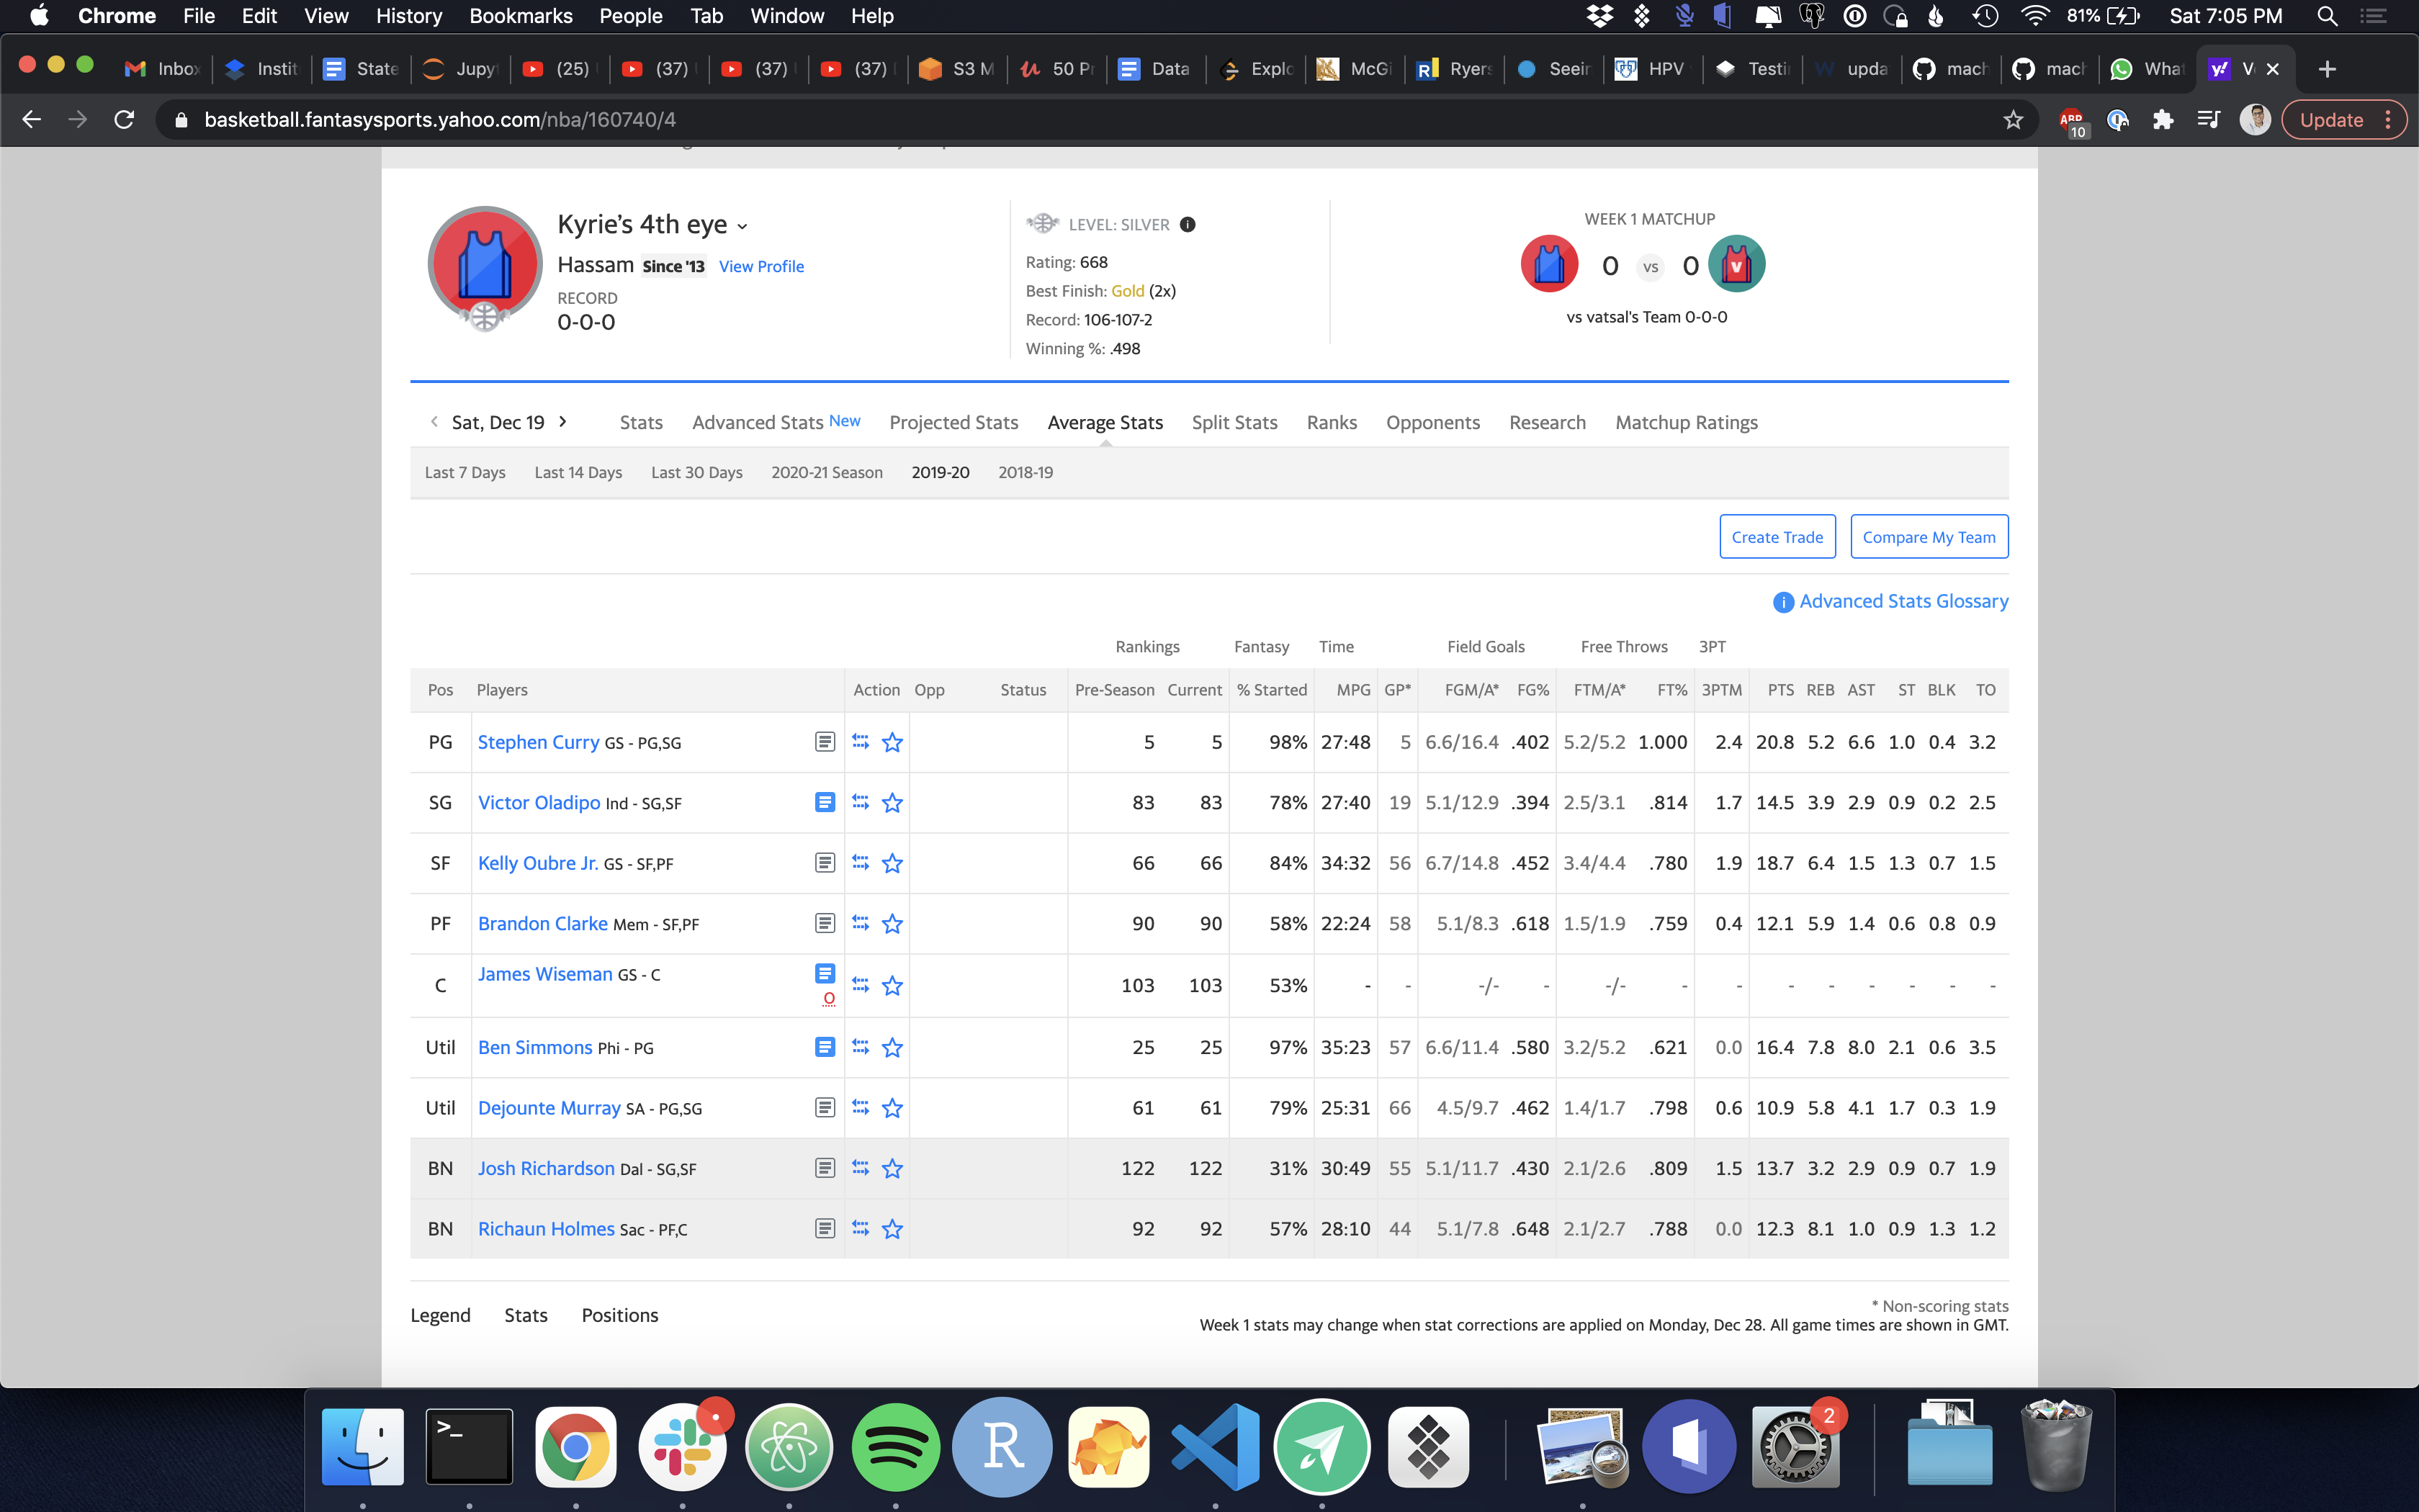 Chrome File Edit View History Bookmarks People Tab Window Help 81% Sat 7:05 PM
Inbox Instit State Jupyt (25) (37) (37) (37) S3 M 50 Pr Data Explo McGi Ryers Seein HPV Testin upda mach mach What V
basketball.fantasysports.yahoo.com/nba/160740/4 ABP 10 Update
Kyrie's 4th eye
Hassam Since '13 View Profile
RECORD
0-0-0
LEVEL: SILVER
Rating: 668
Best Finish: Gold (2x)
Record: 106-107-2
Winning %: .498
WEEK 1 MATCHUP
0 vs 0 V
vs vatsal's Team 0-0-0
Sat, Dec 19 Stats Advanced Stats New Projected Stats Average Stats Split Stats Ranks Opponents Research Matchup Ratings
Last 7 Days Last 14 Days Last 30 Days 2020-21 Season 2019-20 2018-19
Create Trade Compare My Team
Advanced Stats Glossary
Rankings Fantasy Time Field Goals Free Throws 3PT
Pos Players Action Opp Status Pre-Season Current % Started MPG GP* FGM/A* FG% FTM/A* FT% 3PTM PTS REB AST ST BLK TO
PG Stephen Curry GS - PG,SG 5 5 98% 27:48 5 6.6/16.4 .402 5.2/5.2 1.000 2.4 20.8 5.2 6.6 1.0 0.4 3.2
SG Victor Oladipo Ind - SG,SF 83 83 78% 27:40 19 5.1/12.9 .394 2.5/3.1 .814 1.7 14.5 3.9 2.9 0.9 0.2 2.5
SF Kelly Oubre Jr. GS - SF,PF 66 66 84% 34:32 56 6.7/14.8 .452 3.4/4.4 .780 1.9 18.7 6.4 1.5 1.3 0.7 1.5
PF Brandon Clarke Mem - SF,PF 90 90 58% 22:24 58 5.1/8.3 .618 1.5/1.9 .759 0.4 12.1 5.9 1.4 0.6 0.8 0.9
C James Wiseman GS - C O 103 103 53% - - -/- - -/- - - - - - - - -
Util Ben Simmons Phi - PG 25 25 97% 35:23 57 6.6/11.4 .580 3.2/5.2 .621 0.0 16.4 7.8 8.0 2.1 0.6 3.5
Util Dejounte Murray SA - PG,SG 61 61 79% 25:31 66 4.5/9.7 .462 1.4/1.7 .798 0.6 10.9 5.8 4.1 1.7 0.3 1.9
BN Josh Richardson Dal - SG,SF 122 122 31% 30:49 55 5.1/11.7 .430 2.1/2.6 .809 1.5 13.7 3.2 2.9 0.9 0.7 1.9
BN Richaun Holmes Sac - PF,C 92 92 57% 28:10 44 5.1/7.8 .648 2.1/2.7 .788 0.0 12.3 8.1 1.0 0.9 1.3 1.2
Legend Stats Positions
* Non-scoring stats
Week 1 stats may change when stat corrections are applied on Monday, Dec 28. All game times are shown in GMT.
>_ R 2